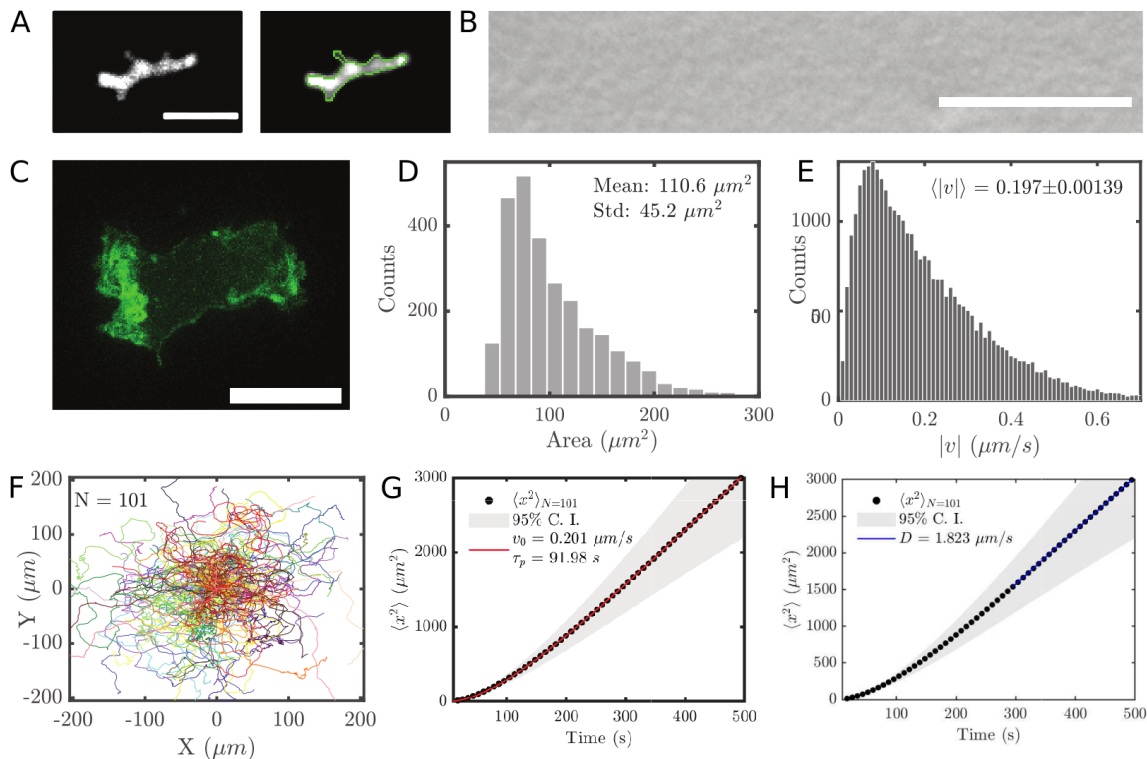 A
B
C
D
Mean: 110.6 μm²
Std: 45.2 μm²
400
200
0
Counts
0
100
200
300
Area (μm²)
E
⟨|v|⟩ = 0.197±0.00139
1000
0
Counts
0
0.2
0.4
0.6
|v| (μm/s)
F
N = 101
200
100
0
-100
-200
Y (μm)
-200
-100
0
100
200
X (μm)
G
⟨x²⟩N=101
95% C. I.
v₀ = 0.201 μm/s
τₚ = 91.98 s
3000
2000
1000
0
⟨x²⟩ (μm²)
100
200
300
400
500
Time (s)
H
⟨x²⟩N=101
95% C. I.
D = 1.823 μm/s
3000
2500
2000
1500
1000
500
0
⟨x²⟩ (μm²)
100
200
300
400
500
Time (s)